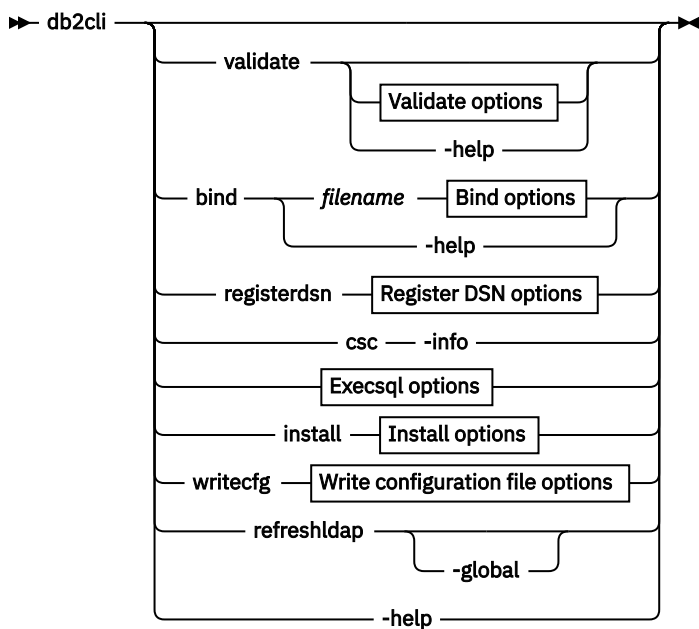 db2cli
validate
Validate options
-help
bind filename Bind options
-help
registerdsn Register DSN options
csc -info
Execsql options
install Install options
writecfg Write configuration file options
refreshldap
-global
-help